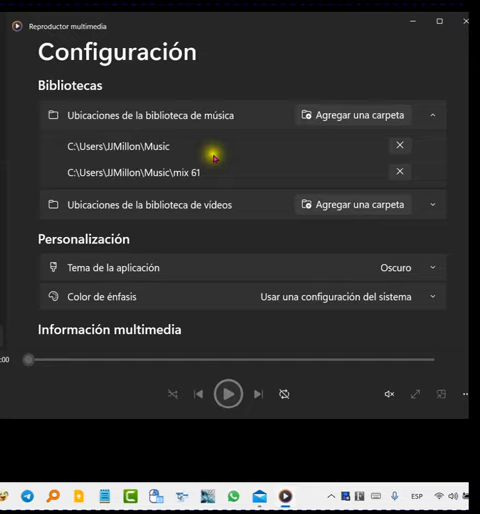 Reproductor multimedia
Configuración
Bibliotecas
Ubicaciones de la biblioteca de música
Agregar una carpeta
C:\Users\JJMillon\Music
C:\Users\JJMillon\Music\mix 61
Ubicaciones de la biblioteca de vídeos
Agregar una carpeta
Personalización
Tema de la aplicación
Oscuro
Color de énfasis
Usar una configuración del sistema
Información multimedia
:00
ESP